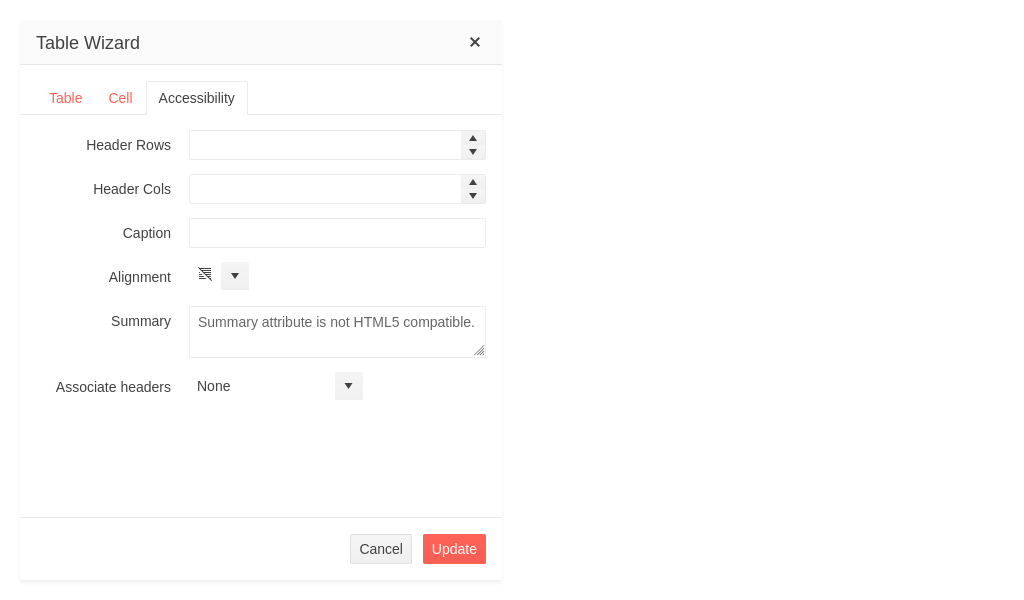 Table Wizard
Table Cell Accessibility
Header Rows
Header Cols
Caption
Alignment
Summary Summary attribute is not HTML5 compatible.
Associate headers None
Cancel Update